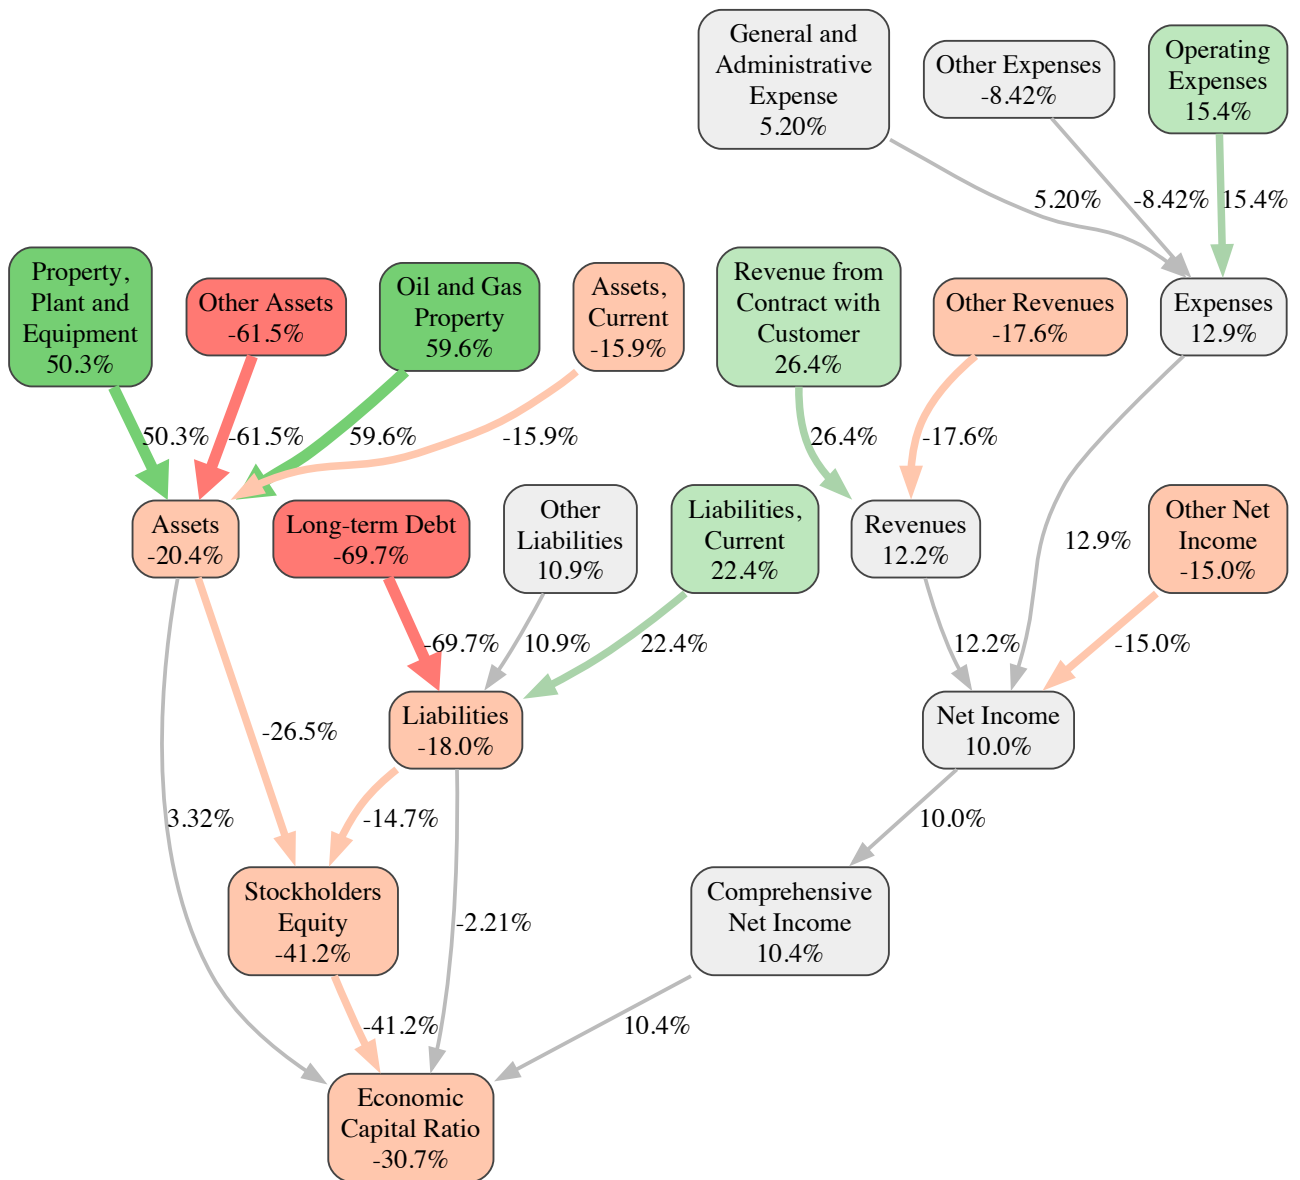 General and
Administrative
Expense
5.20%
Other Expenses
-8.42%
Operating
Expenses
15.4%
5.20%
-8.42%
15.4%
Property,
Plant and
Equipment
50.3%
Other Assets
-61.5%
Oil and Gas
Property
59.6%
Assets,
Current
-15.9%
Revenue from
Contract with
Customer
26.4%
Other Revenues
-17.6%
Expenses
12.9%
50.3%
-61.5%
59.6%
-15.9%
26.4%
-17.6%
Assets
-20.4%
Long-term Debt
-69.7%
Other
Liabilities
10.9%
Liabilities,
Current
22.4%
Revenues
12.2%
12.9%
Other Net
Income
-15.0%
-69.7%
10.9%
22.4%
12.2%
-15.0%
-26.5%
Liabilities
-18.0%
Net Income
10.0%
3.32%
-14.7%
10.0%
Stockholders
Equity
-41.2%
-2.21%
Comprehensive
Net Income
10.4%
-41.2%
10.4%
Economic
Capital Ratio
-30.7%